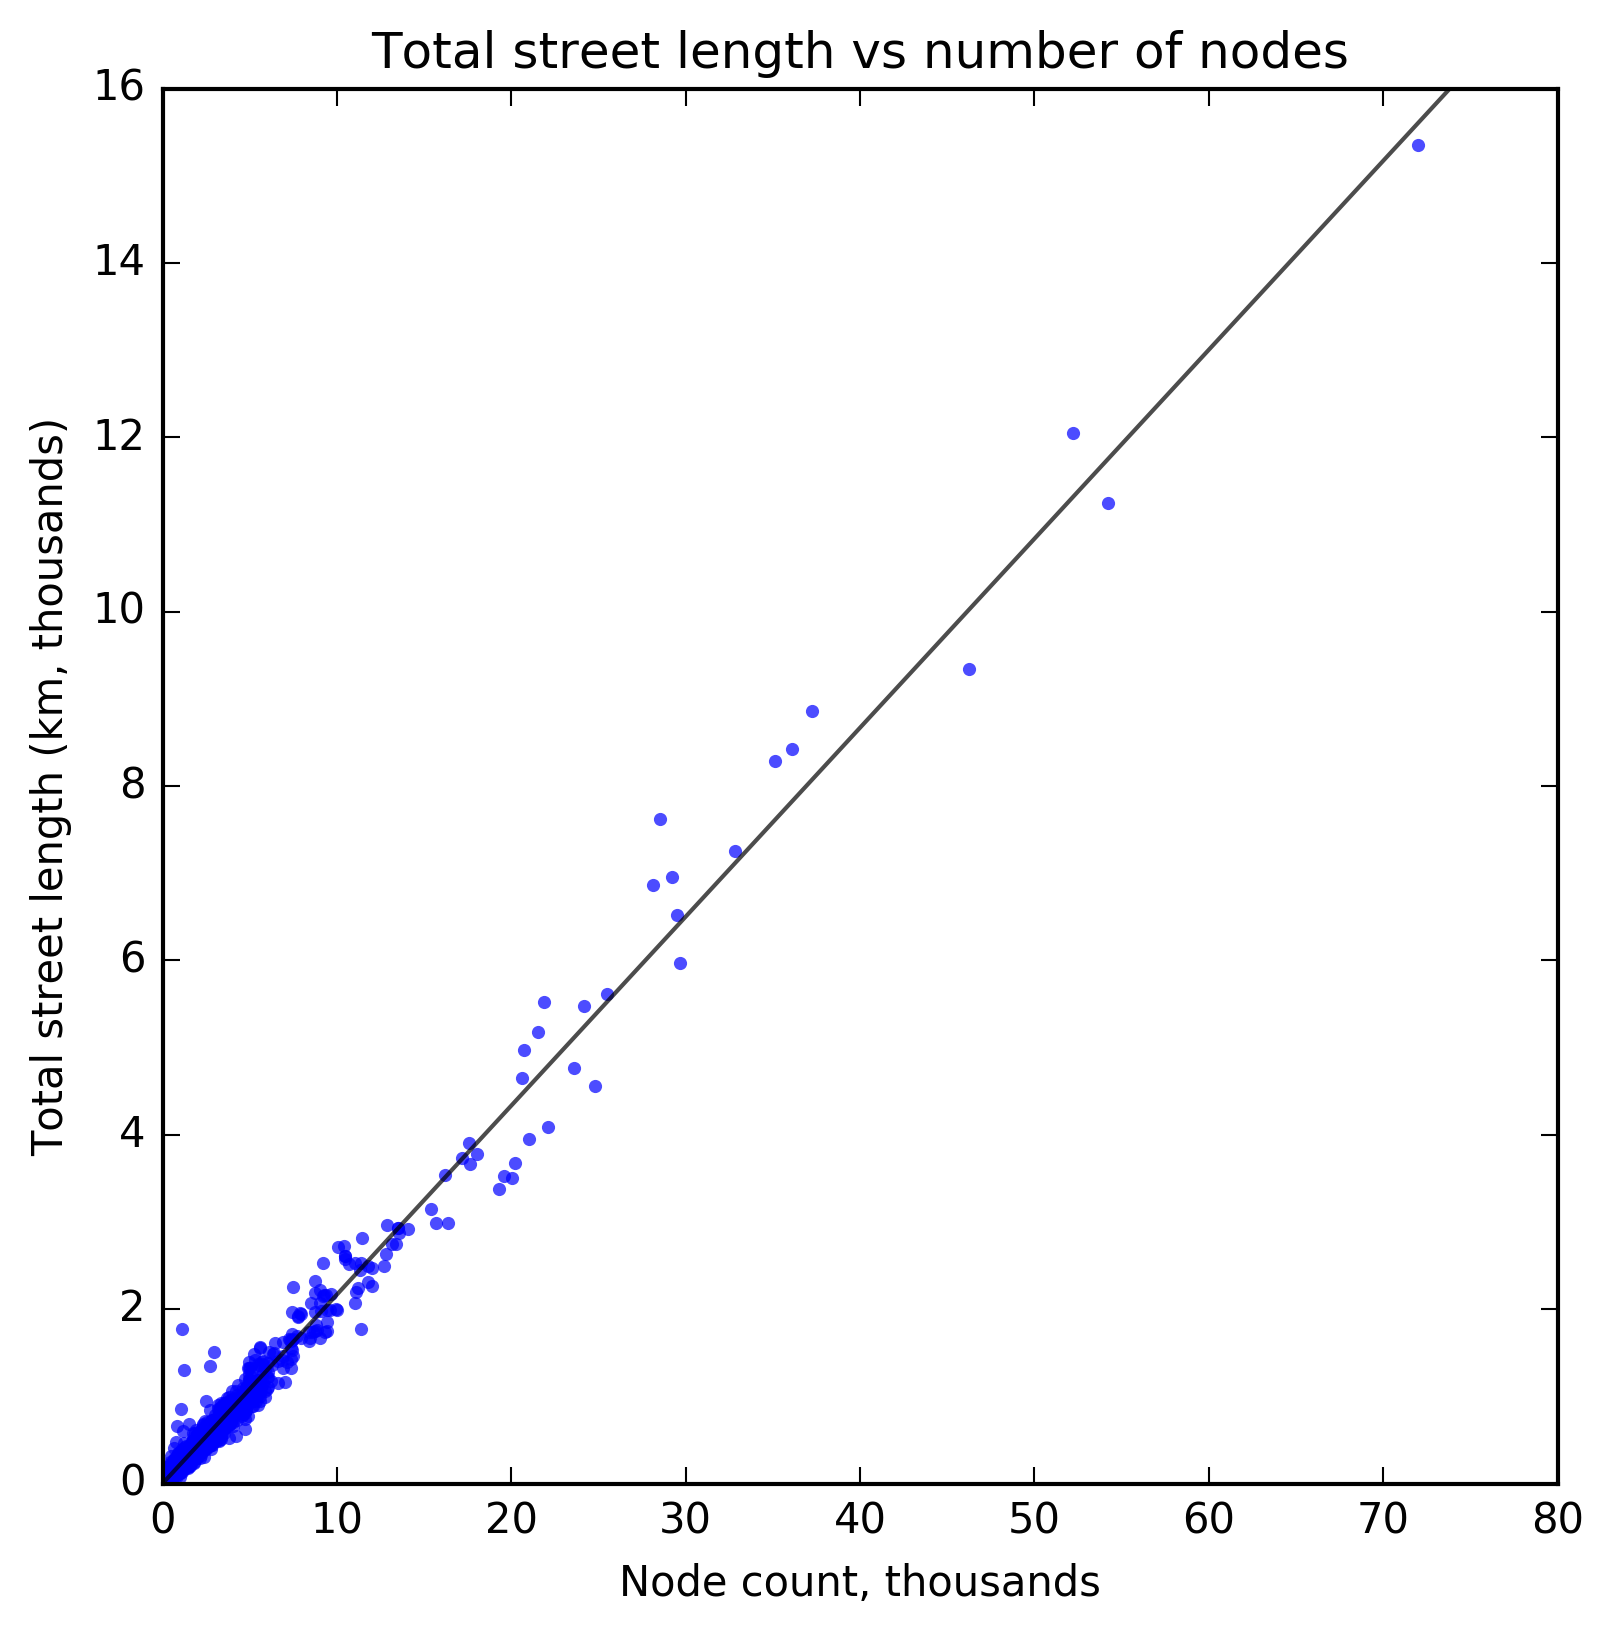 Total street length vs number of nodes
16
14
12
10
8
6
4
2
0
Total street length (km, thousands)
0 10 20 30 40 50 60 70 80
Node count, thousands